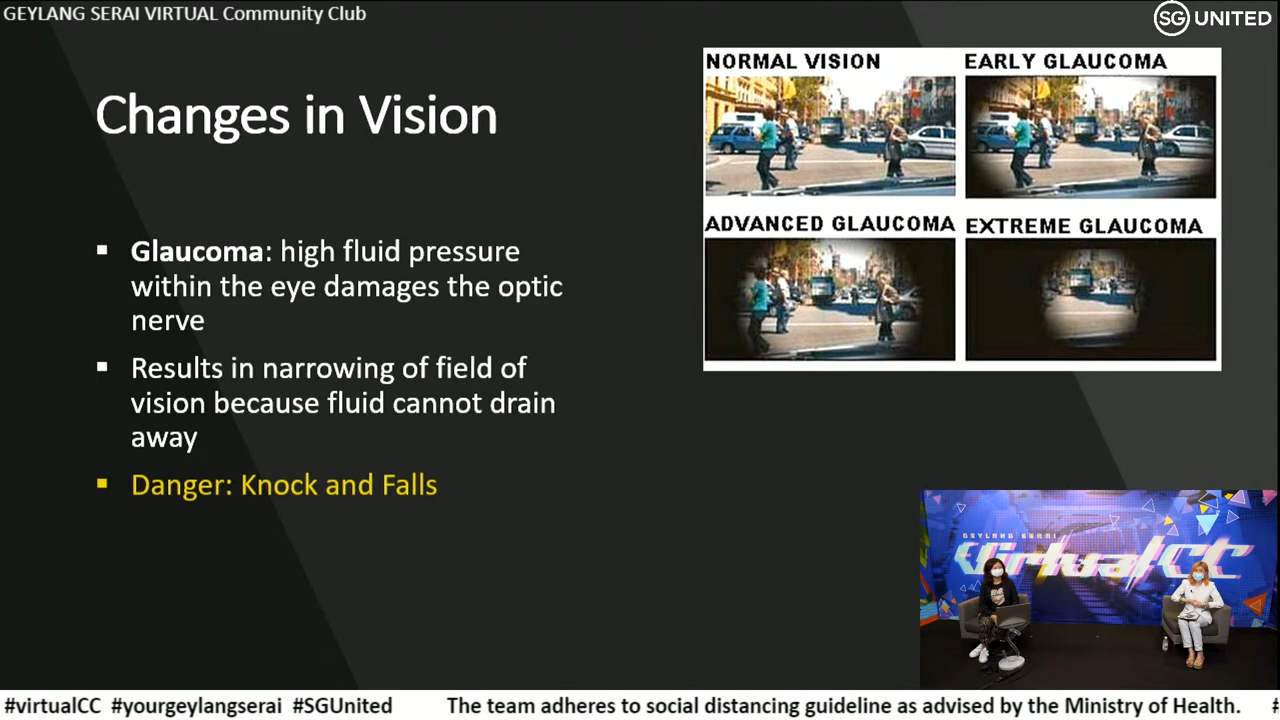 GEYLANG SERAI VIRTUAL Community Club
SG UNITED
Changes in Vision
NORMAL VISION
EARLY GLAUCOMA
ADVANCED GLAUCOMA
EXTREME GLAUCOMA
▪ Glaucoma: high fluid pressure
within the eye damages the optic
nerve
▪ Results in narrowing of field of
vision because fluid cannot drain
away
▪ Danger: Knock and Falls
GEYLANG SERAI
VirtualCC
#virtualCC #yourgeylangserai #SGUnited The team adheres to social distancing guideline as advised by the Ministry of Health. #